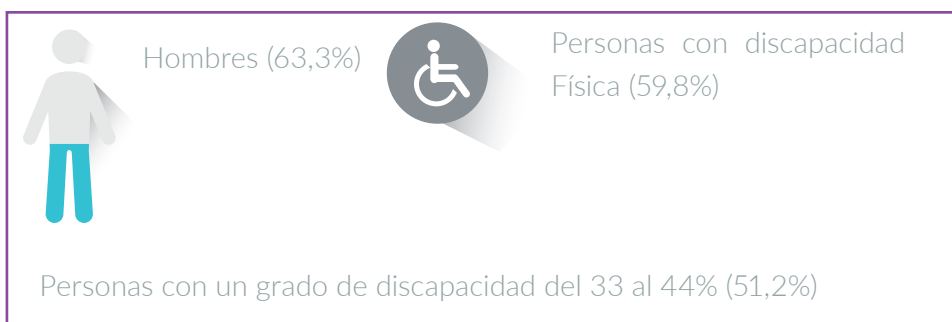 Hombres (63,3%)
Personas con discapacidad
Física (59,8%)
Personas con un grado de discapacidad del 33 al 44% (51,2%)